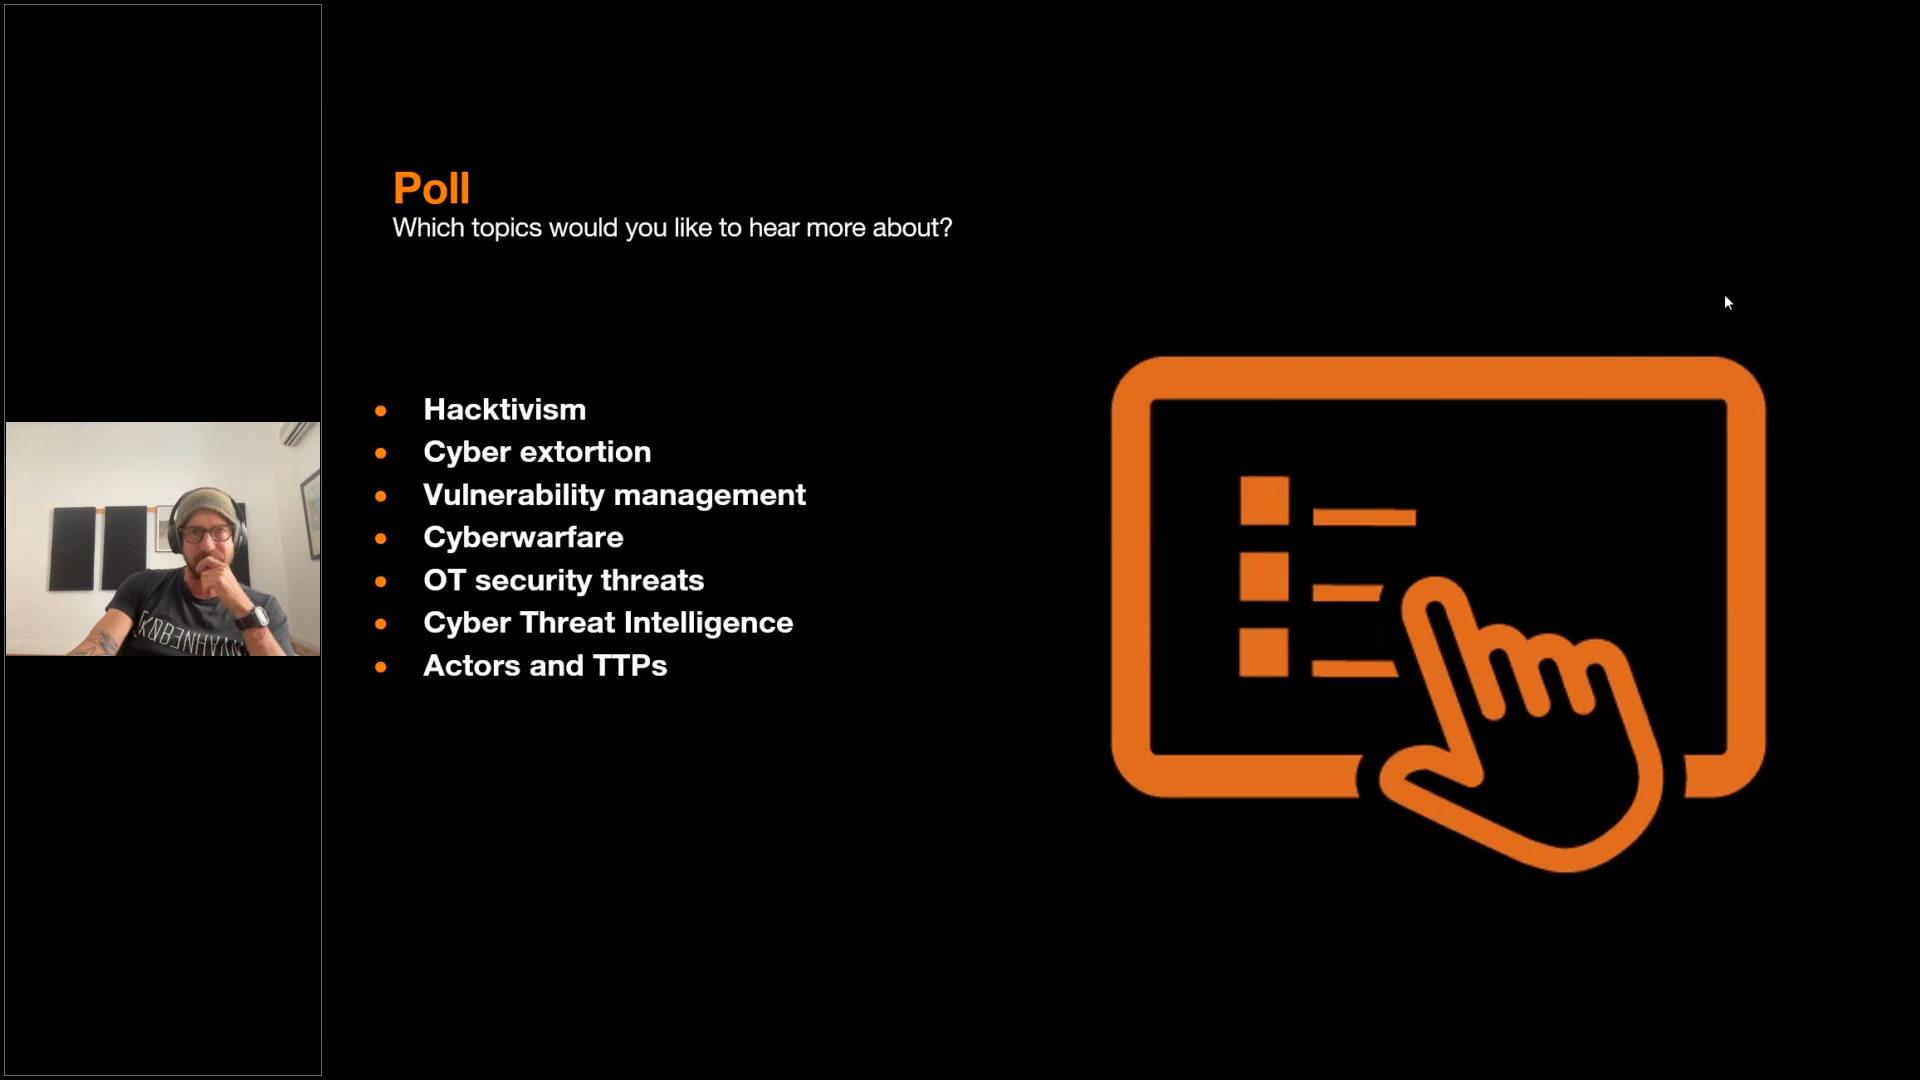 Poll
Which topics would you like to hear more about?
Hacktivism
Cyber extortion
Vulnerability management
Cyberwarfare
OT security threats
Cyber Threat Intelligence
Actors and TTPs